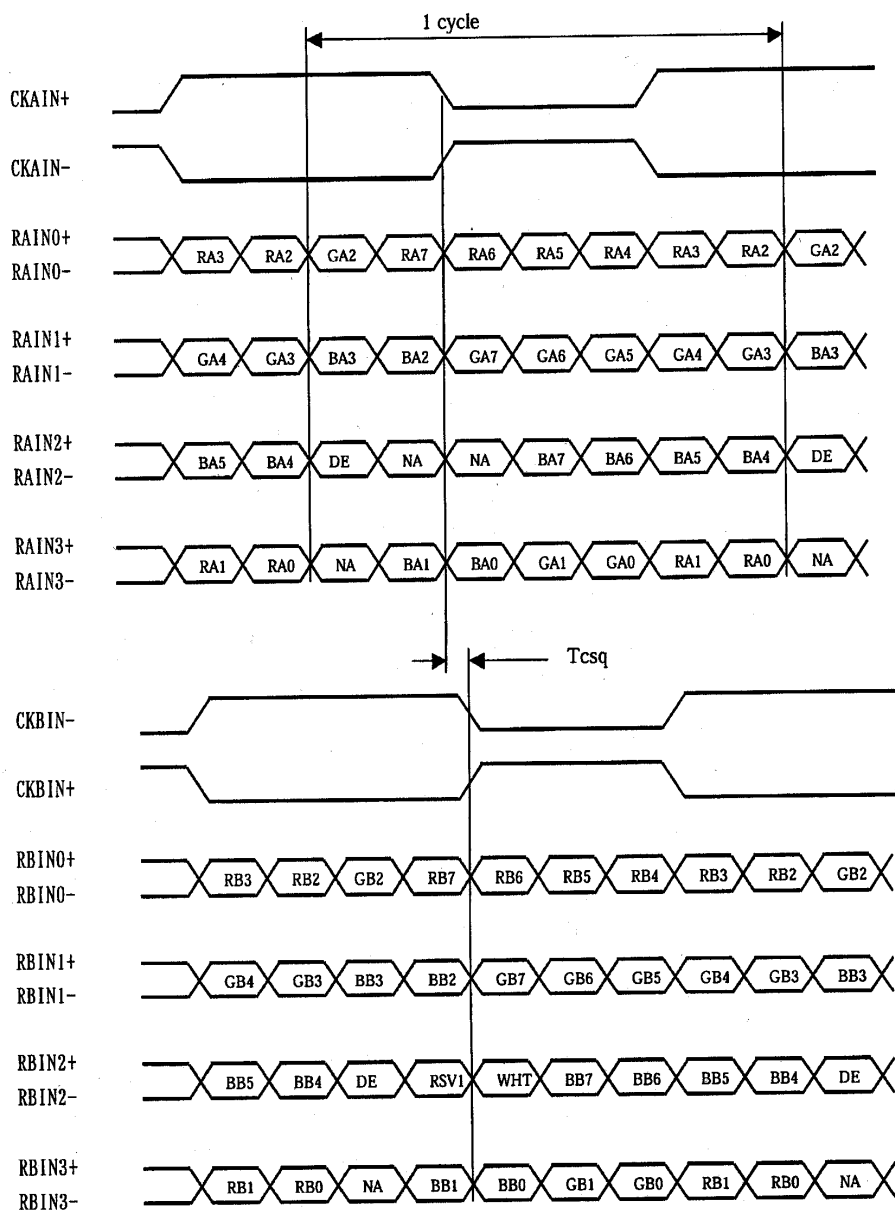 1 cycle
CKAIN+
CKAIN-
RAIN0+
RA3 RA2 GA2 RA7 RA6 RA5 RA4 RA3 RA2 GA2
RAIN0-
RAIN1+
GA4 GA3 BA3 BA2 GA7 GA6 GA5 GA4 GA3 BA3
RAIN1-
RAIN2+
BA5 BA4 DE NA NA BA7 BA6 BA5 BA4 DE
RAIN2-
RAIN3+
RA1 RA0 NA BA1 BA0 GA1 GA0 RA1 RA0 NA
RAIN3-
Tcsq
CKBIN-
CKBIN+
RBIN0+
RB3 RB2 GB2 RB7 RB6 RB5 RB4 RB3 RB2 GB2
RBIN0-
RBIN1+
GB4 GB3 BB3 BB2 GB7 GB6 GB5 GB4 GB3 BB3
RBIN1-
RBIN2+
BB5 BB4 DE RSV1 WHT BB7 BB6 BB5 BB4 DE
RBIN2-
RBIN3+
RB1 RB0 NA BB1 BB0 GB1 GB0 RB1 RB0 NA
RBIN3-